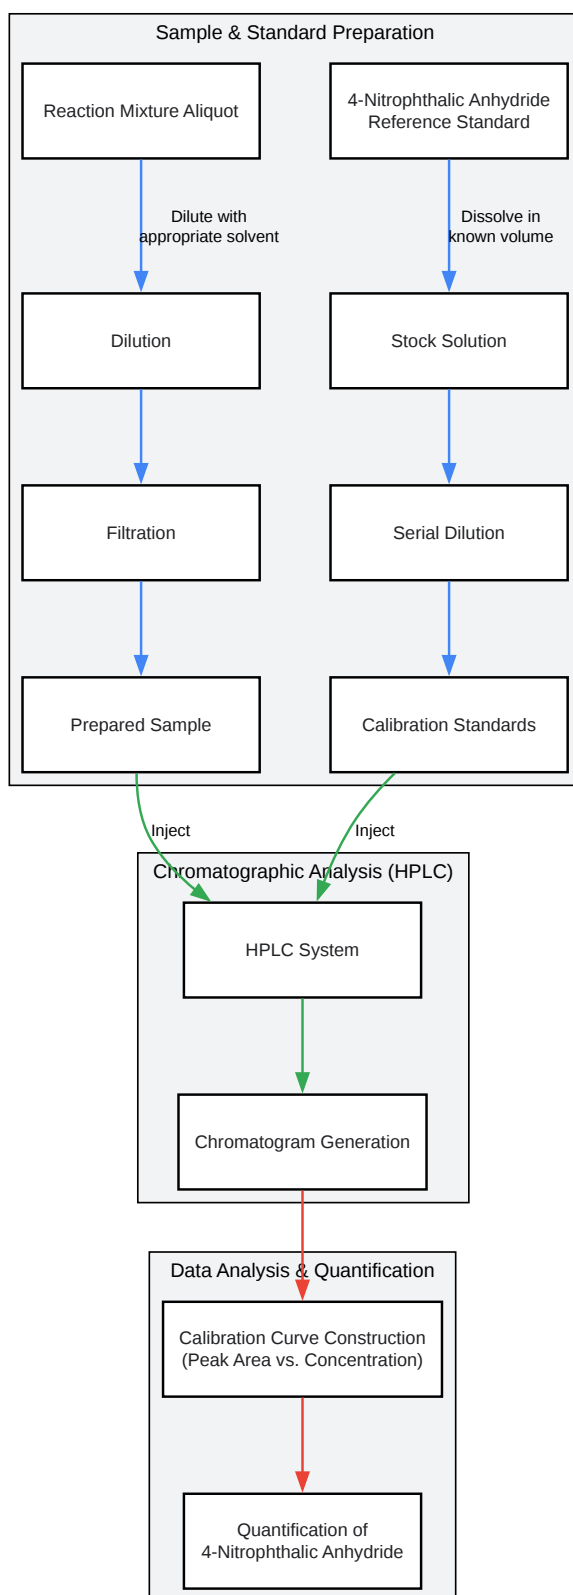 Sample & Standard Preparation
Reaction Mixture Aliquot
4-Nitrophthalic Anhydride
Reference Standard
Dilute with
appropriate solvent
Dissolve in
known volume
Dilution
Stock Solution
Filtration
Serial Dilution
Prepared Sample
Calibration Standards
Inject
Inject
Chromatographic Analysis (HPLC)
HPLC System
Chromatogram Generation
Data Analysis & Quantification
Calibration Curve Construction
(Peak Area vs. Concentration)
Quantification of
4-Nitrophthalic Anhydride